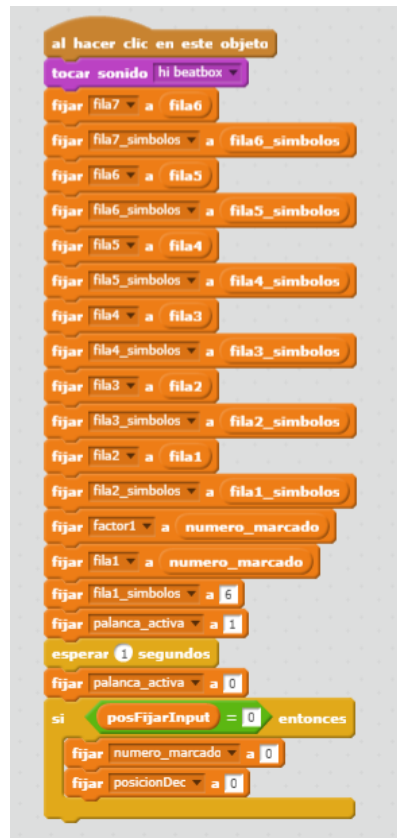 al hacer clic en este objeto
tocar sonido hi beatbox
fijar fila7 a fila6
fijar fila7_simbolos a fila6_simbolos
fijar fila6 a fila5
fijar fila6_simbolos a fila5_simbolos
fijar fila5 a fila4
fijar fila5_simbolos a fila4_simbolos
fijar fila4 a fila3
fijar fila4_simbolos a fila3_simbolos
fijar fila3 a fila2
fijar fila3_simbolos a fila2_simbolos
fijar fila2 a fila1
fijar fila2_simbolos a fila1_simbolos
fijar factor1 a numero_marcado
fijar fila1 a numero_marcado
fijar fila1_simbolos a 6
fijar palanca_activa a 1
esperar 1 segundos
fijar palanca_activa a 0
si posFijarInput = 0 entonces
fijar numero_marcado a 0
fijar posicionDec a 0